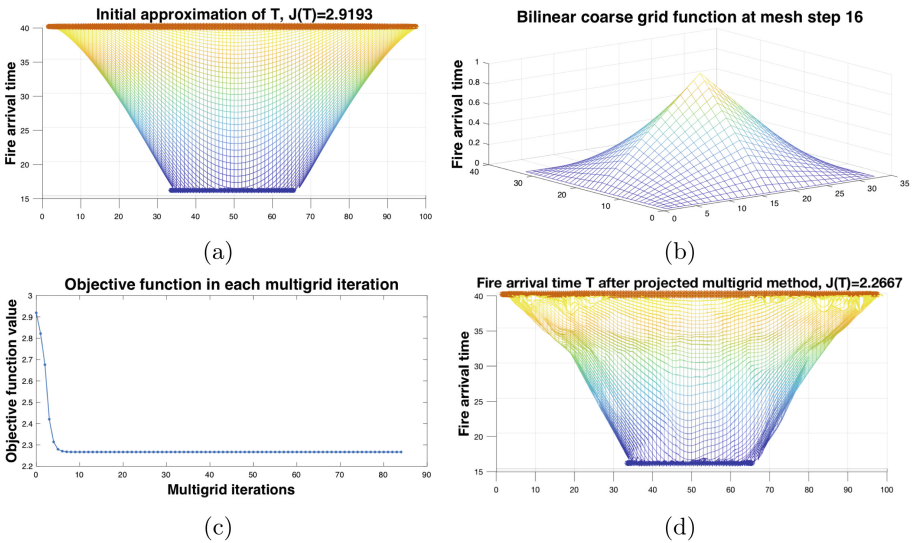 Initial approximation of T, J(T)=2.9193
Fire arrival time
40
35
30
25
20
15
0 10 20 30 40 50 60 70 80 90 100
(a)
Bilinear coarse grid function at mesh step 16
Fire arrival time
1
0.8
0.6
0.4
0.2
0
40
30
20
10
0
0 5 10 15 20 25 30 35
(b)
Objective function in each multigrid iteration
Objective function value
3
2.9
2.8
2.7
2.6
2.5
2.4
2.3
2.2
0 10 20 30 40 50 60 70 80 90
Multigrid iterations
(c)
Fire arrival time T after projected multigrid method, J(T)=2.2667
Fire arrival time
40
35
30
25
20
15
0 10 20 30 40 50 60 70 80 90 100
(d)